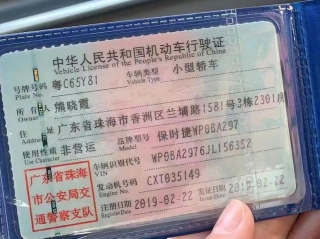 中华人民共和国机动车行驶证
Vehicle License of the People's Republic of China
号牌号码 粤C65Y81 车辆类型 小型轿车
Plate No. Vehicle Type
所有人 熊晓霞
Owner
住址 广东省珠海市香洲区兰埔路1581号3栋2301房
Address
使用性质 非营运 品牌型号 保时捷WP0BA297
Use Character Model
广东省珠海市公安局交通警察支队
车辆识别代号 WP0BA2976JL156352
VIN
发动机号码 CXT035149
Engine No.
注册日期 2019-02-22 发证日期 2019-02-22
Register Date Issue Date